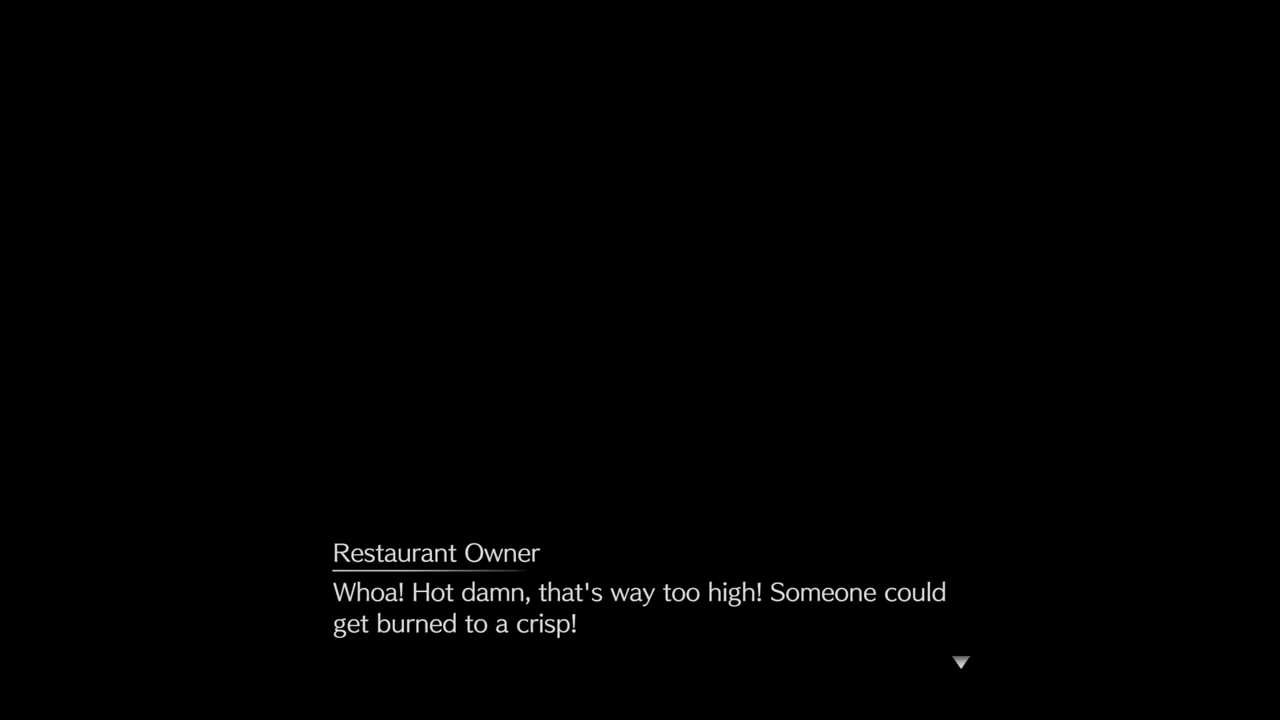 Restaurant Owner
Whoa! Hot damn, that's way too high! Someone could
get burned to a crisp!